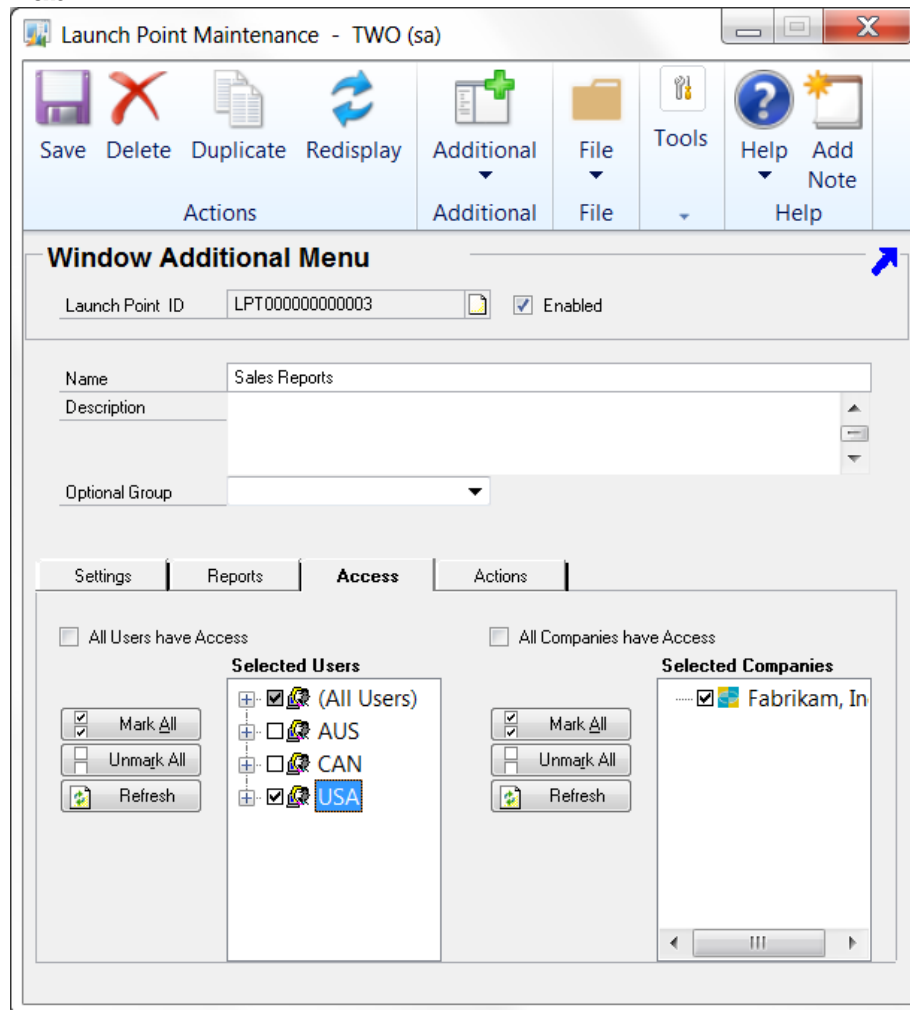 Launch Point Maintenance - TWO (sa)
Save Delete Duplicate Redisplay Additional File Tools Help Add Note
Actions Additional File Help
Window Additional Menu
Launch Point ID LPT000000000003 Enabled
Name Sales Reports
Description
Optional Group
Settings Reports Access Actions
All Users have Access All Companies have Access
Selected Users Selected Companies
(All Users) Fabrikam, In
Mark All AUS Mark All
Unmark All CAN Unmark All
Refresh USA Refresh